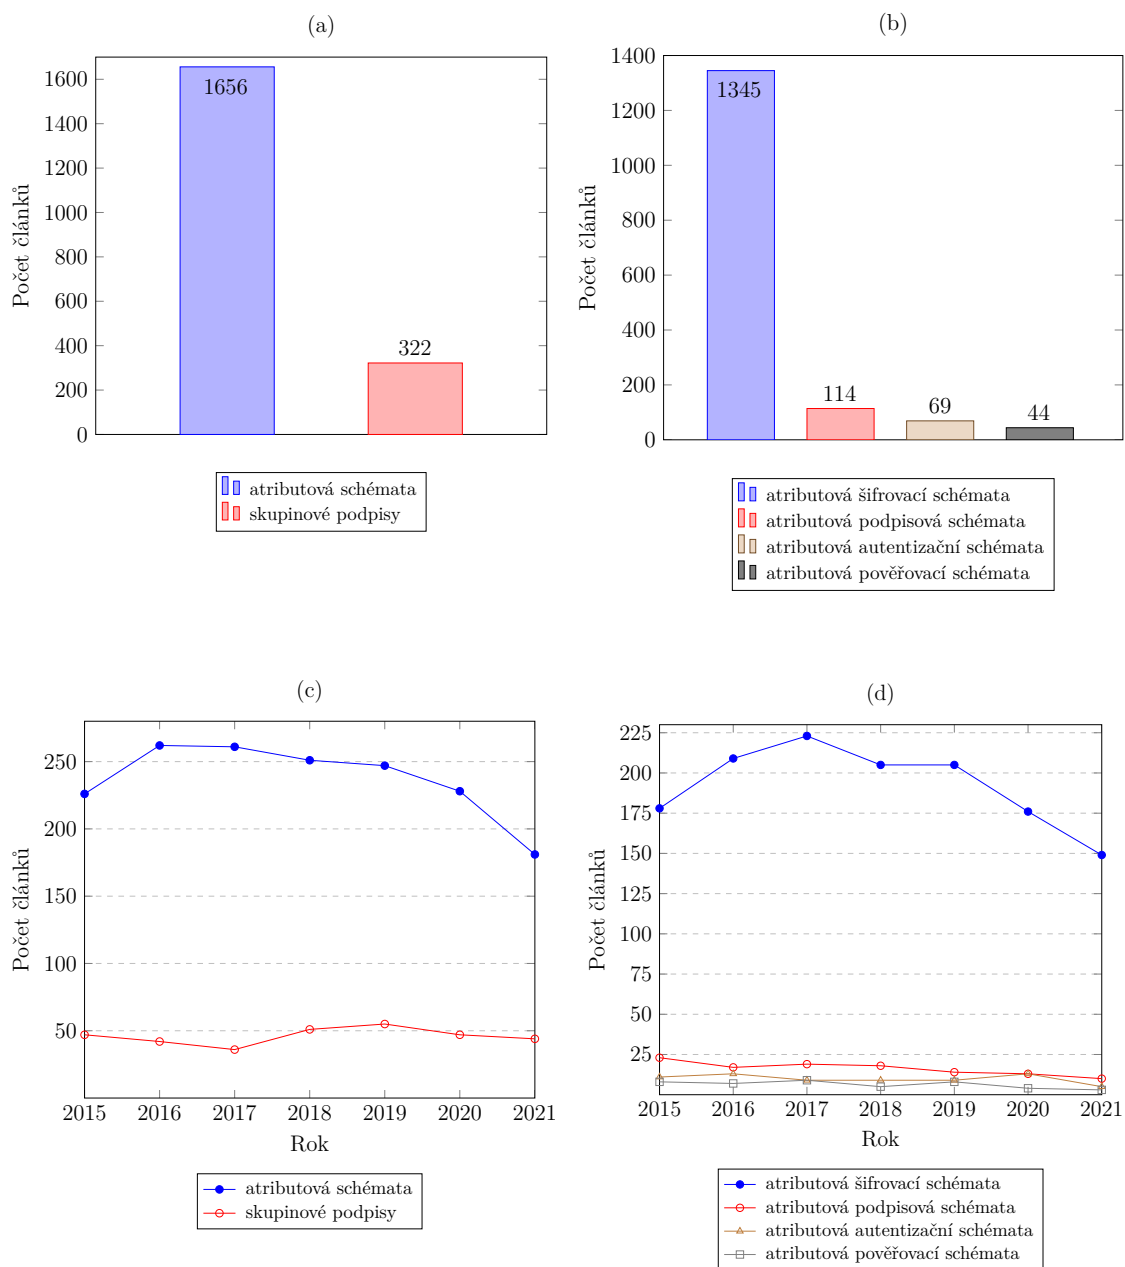 (a)
1600
1400
1200
1000
800
600
400
200
0
Počet článků
1656
322
atributová schémata
skupinové podpisy
(b)
1400
1200
1000
800
600
400
200
0
Počet článků
1345
114
69
44
atributová šifrovací schémata
atributová podpisová schémata
atributová autentizační schémata
atributová pověřovací schémata
(c)
250
200
150
100
50
Počet článků
2015 2016 2017 2018 2019 2020 2021
Rok
atributová schémata
skupinové podpisy
(d)
225
200
175
150
125
100
75
50
25
Počet článků
2015 2016 2017 2018 2019 2020 2021
Rok
atributová šifrovací schémata
atributová podpisová schémata
atributová autentizační schémata
atributová pověřovací schémata